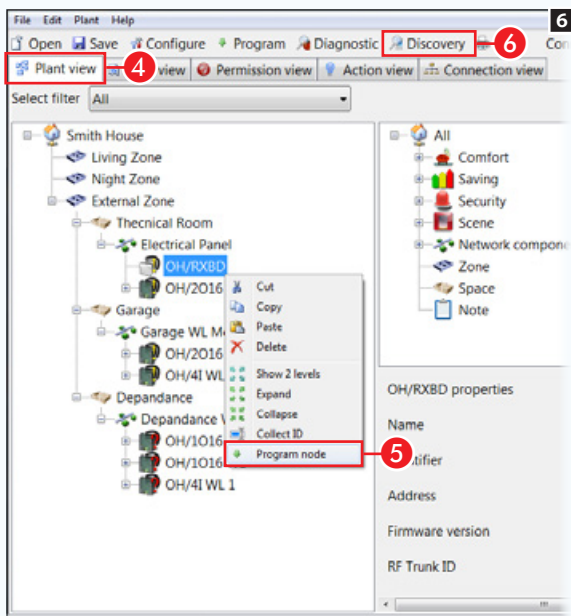 File Edit Plant Help
6
Open Save Configure Program Diagnostic Discovery 6 Con
Plant view 4 view Permission view Action view Connection view
Select filter All
Smith House
Living Zone
Night Zone
External Zone
Thecnical Room
Electrical Panel
OH/RXBD
OH/2O16
Garage
Garage WL M
OH/2O16
OH/4I WL
Depandance
Depandance
OH/1O16
OH/1O16
OH/4I WL 1
Cut
Copy
Paste
Delete
Show 2 levels
Expand
Collapse
Collect ID
Program node
5
All
Comfort
Saving
Security
Scene
Network compone
Zone
Space
Note
OH/RXBD properties
Name
ntifier
Address
Firmware version
RF Trunk ID